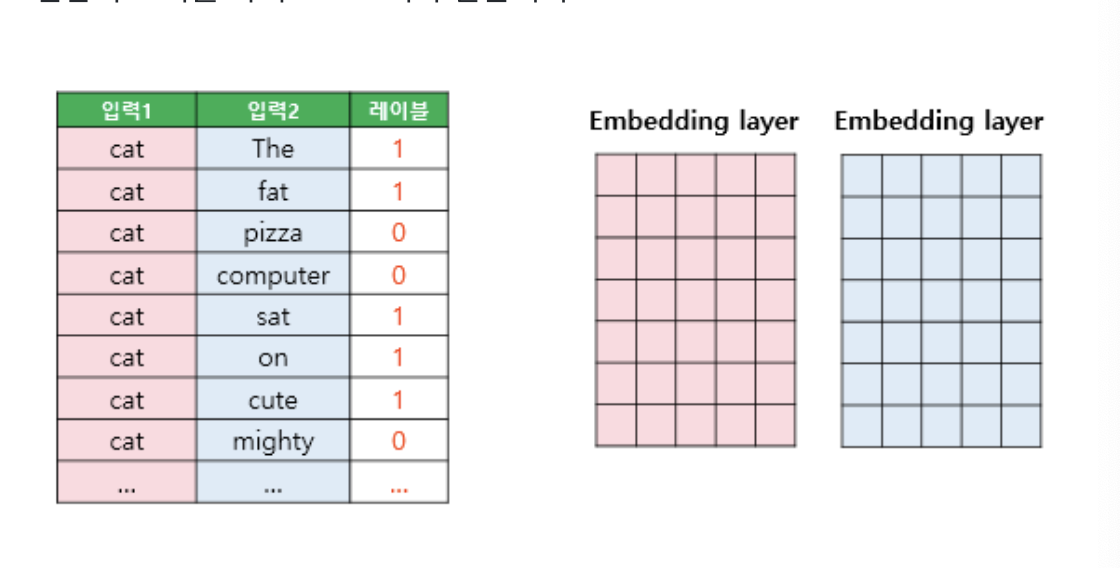 입력1 입력2 레이블
cat The 1
cat fat 1
cat pizza 0
cat computer 0
cat sat 1
cat on 1
cat cute 1
cat mighty 0
... ... ...
Embedding layer Embedding layer